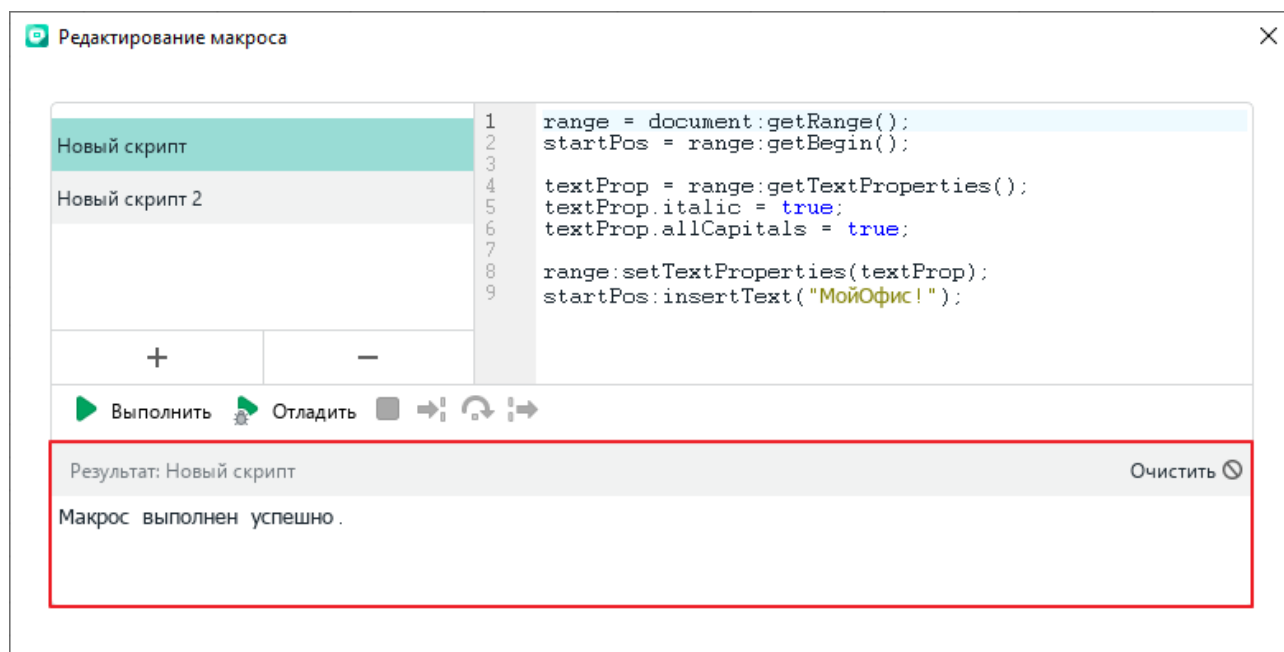 Редактирование макроса
Новый скрипт
Новый скрипт 2
1 range = document:getRange();
2 startPos = range:getBegin();
3
4 textProp = range:getTextProperties();
5 textProp.italic = true;
6 textProp.allCapitals = true;
7
8 range:setTextProperties(textProp);
9 startPos:insertText("МойОфис!");
+ −
Выполнить Отладить
Результат: Новый скрипт Очистить
Макрос выполнен успешно.